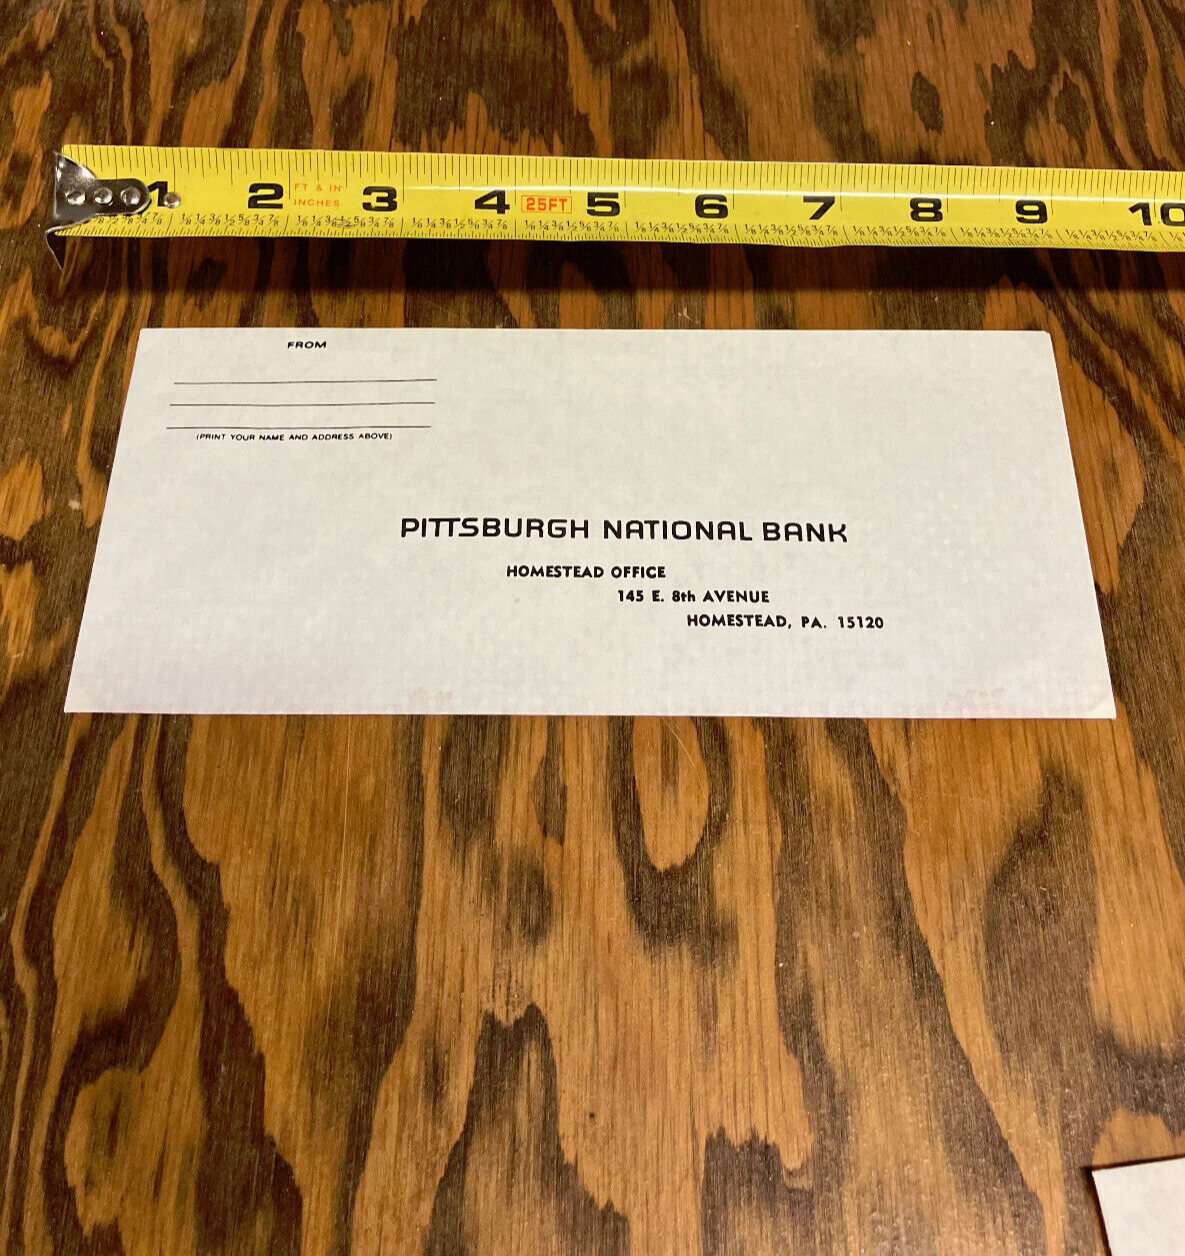 1 2 FT & IN INCHES 3 4 25FT 5 6 7 8 9 10
FROM
(PRINT YOUR NAME AND ADDRESS ABOVE)
PITTSBURGH NATIONAL BANK
HOMESTEAD OFFICE
145 E. 8th AVENUE
HOMESTEAD, PA. 15120